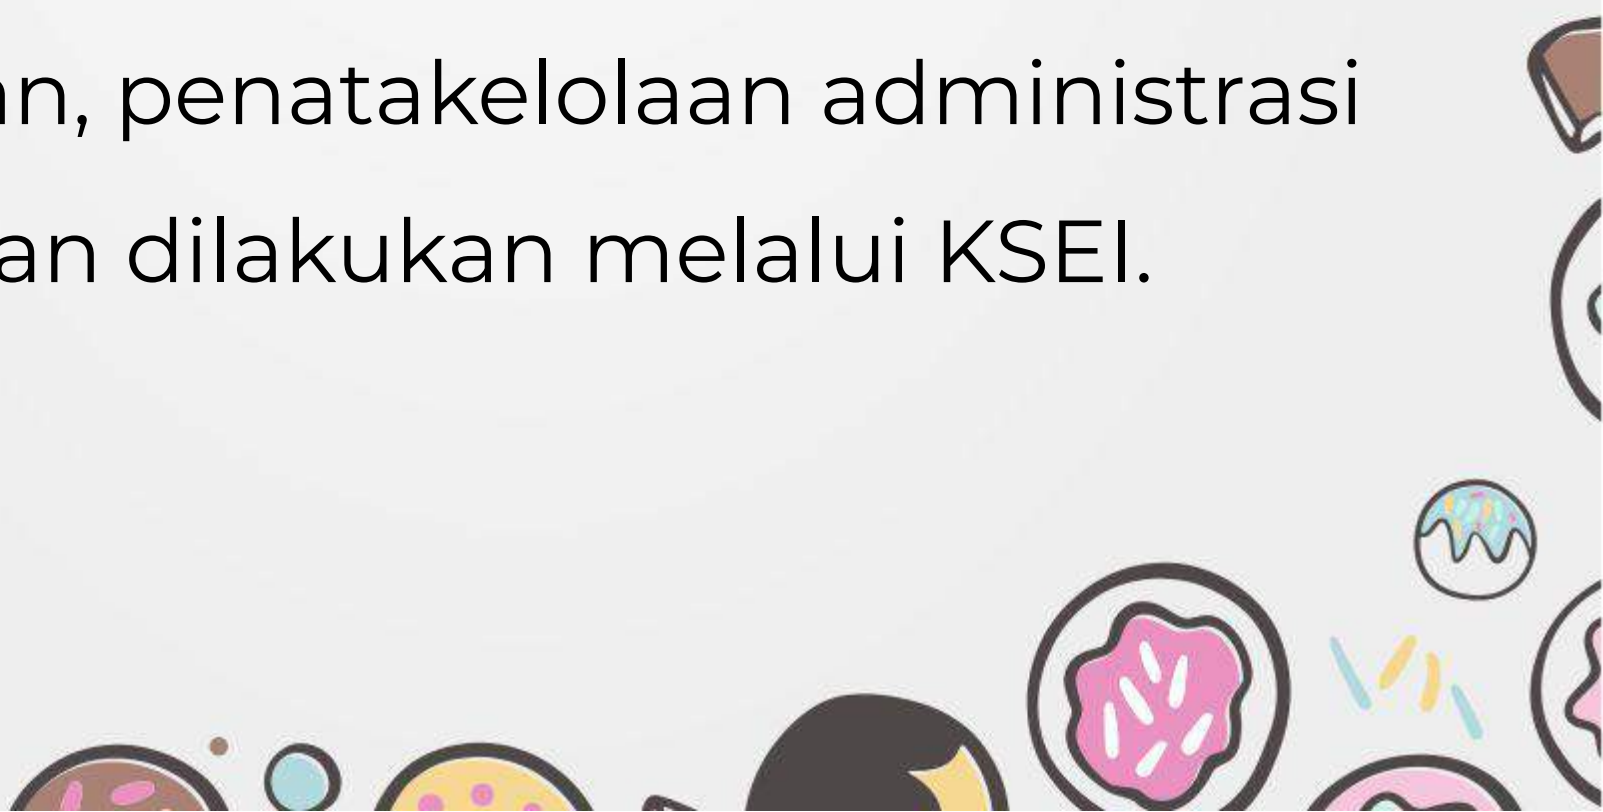 an, penatakelolaan administrasi
an dilakukan melalui KSEI.